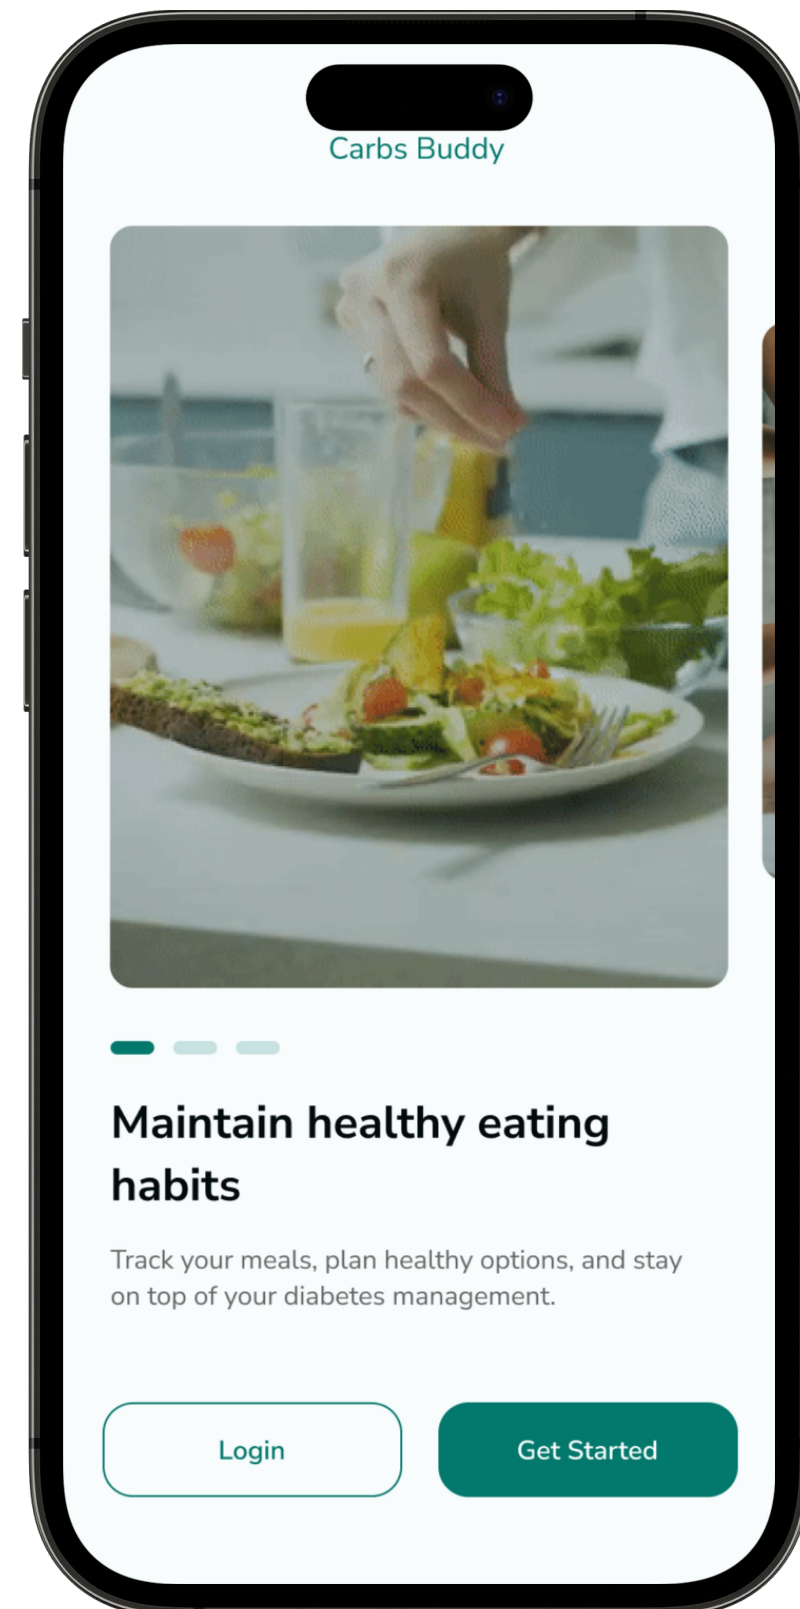 Carbs Buddy
Maintain healthy eating
habits
Track your meals, plan healthy options, and stay
on top of your diabetes management.
Login
Get Started